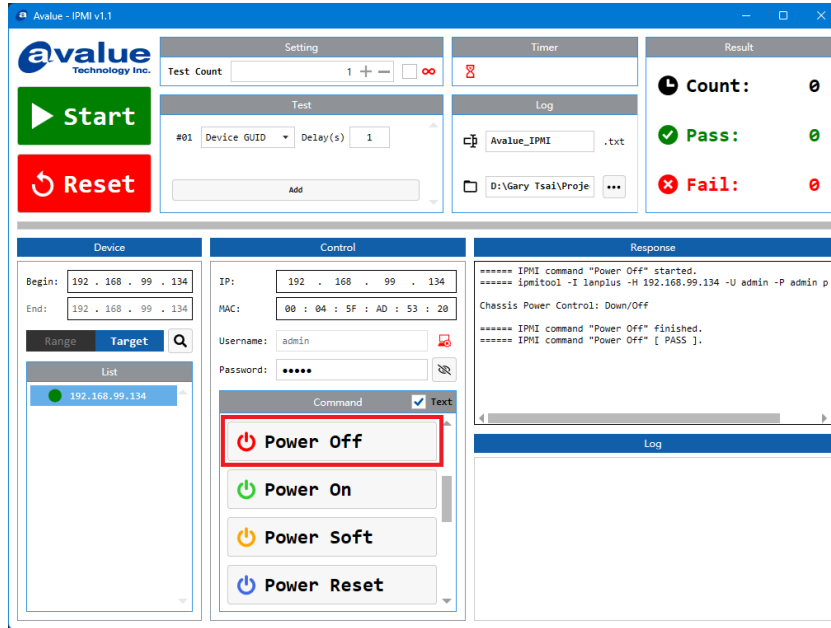 Avalue - IPMI v1.1
avalue
Technology Inc.
Start
Reset
Setting
Test Count 1
Test
#01 Device GUID Delay(s) 1
Add
Timer
Log
Avalue_IPMI .txt
D:\Gary Tsai\Proje ...
Result
Count: 0
Pass: 0
Fail: 0
Device
Begin: 192 . 168 . 99 . 134
End: 192 . 168 . 99 . 134
Range Target
List
192.168.99.134
Control
IP: 192 . 168 . 99 . 134
MAC: 00 : 04 : 5F : AD : 53 : 20
Username: admin
Password: •••••
Command Text
Power Off
Power On
Power Soft
Power Reset
Response
====== IPMI command "Power Off" started.
====== ipmitool -I lanplus -H 192.168.99.134 -U admin -P admin p
Chassis Power Control: Down/Off
====== IPMI command "Power Off" finished.
====== IPMI command "Power Off" [ PASS ].
Log